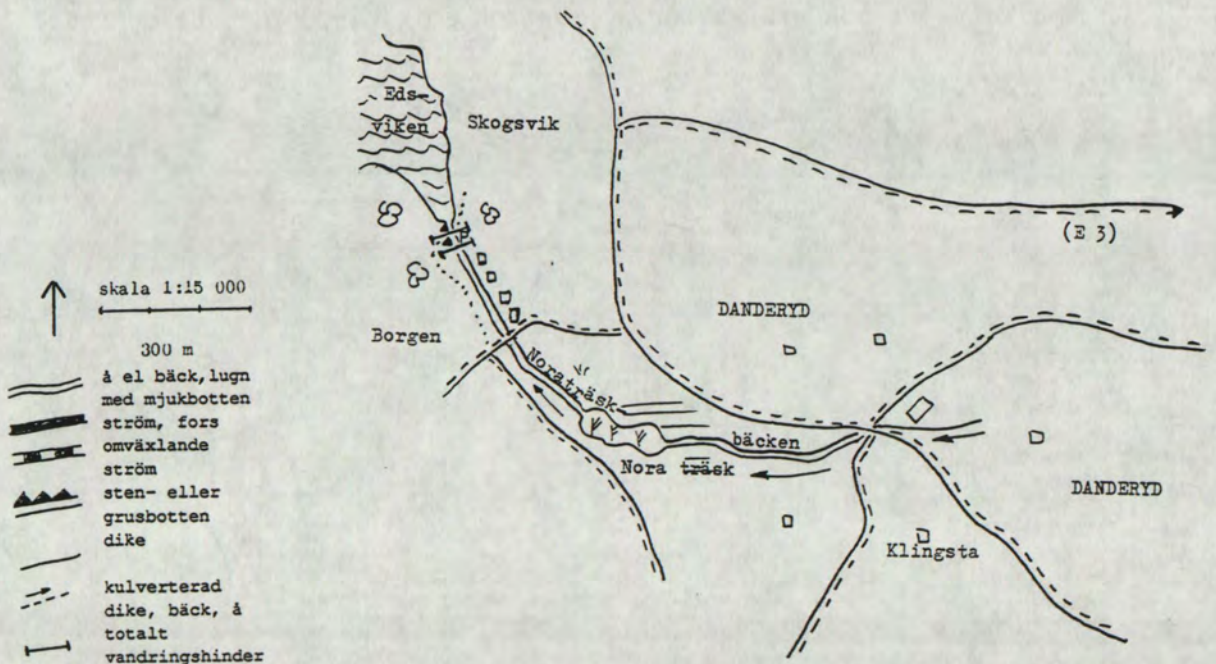 Eds-
viken
Skogsvik
(E 3)
skala 1:15 000
300 m
DANDERYD
Borgen
Noraträsk
bäcken
Nora träsk
DANDERYD
Klingsta
å el bäck, lugn
med mjukbotten
ström, fors
omväxlande
ström
sten- eller
grusbotten
dike
kulverterad
dike, bäck, å
totalt
vandringshinder